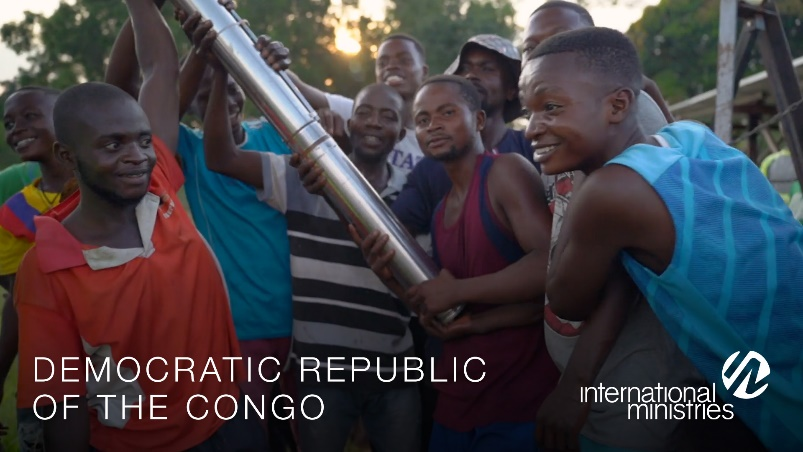 DEMOCRATIC REPUBLIC
OF THE CONGO
international
ministries